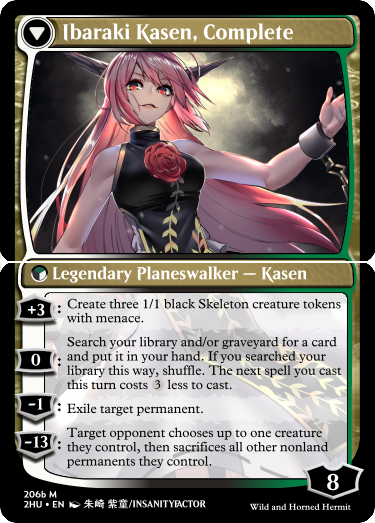 Ibaraki Kasen, Complete
Legendary Planeswalker — Kasen
+3: Create three 1/1 black Skeleton creature tokens
with menace.
0: Search your library and/or graveyard for a card
and put it in your hand. If you searched your
library this way, shuffle. The next spell you cast
this turn costs 3 less to cast.
-1: Exile target permanent.
-13: Target opponent chooses up to one creature
they control, then sacrifices all other nonland
permanents they control.
8
206b M
2HU • EN 朱崎 紫童/INSANITYFACTOR
Wild and Horned Hermit